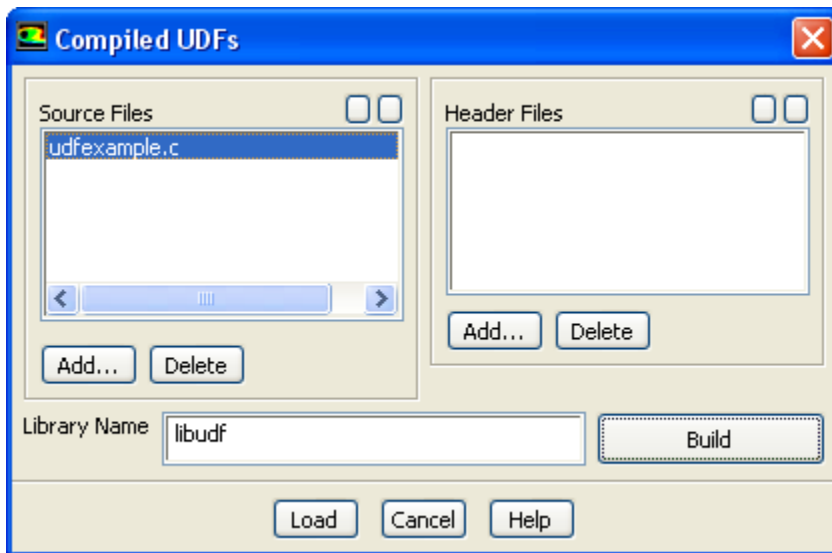 Compiled UDFs
Source Files
udfexample.c
Add... Delete
Header Files
Add... Delete
Library Name libudf Build
Load Cancel Help